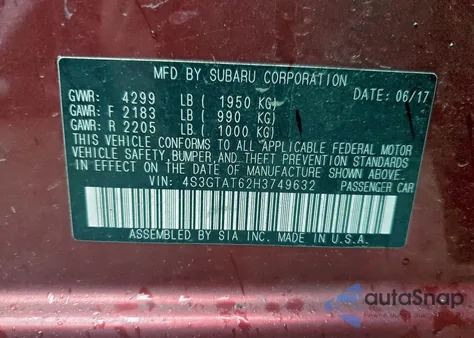 MFD BY SUBARU CORPORATION
GVWR: 4299 LB ( 1950 KG) DATE: 06/17
GAWR: F 2183 LB ( 990 KG)
GAWR: R 2205 LB ( 1000 KG)
THIS VEHICLE CONFORMS TO ALL APPLICABLE FEDERAL MOTOR
VEHICLE SAFETY, BUMPER, AND THEFT PREVENTION STANDARDS
IN EFFECT ON THE DATE OF MANUFACTURE SHOWN ABOVE.
VIN: 4S3GTAT62H3749632 PASSENGER CAR
ASSEMBLED BY SIA INC. MADE IN U.S.A.
autoSnap